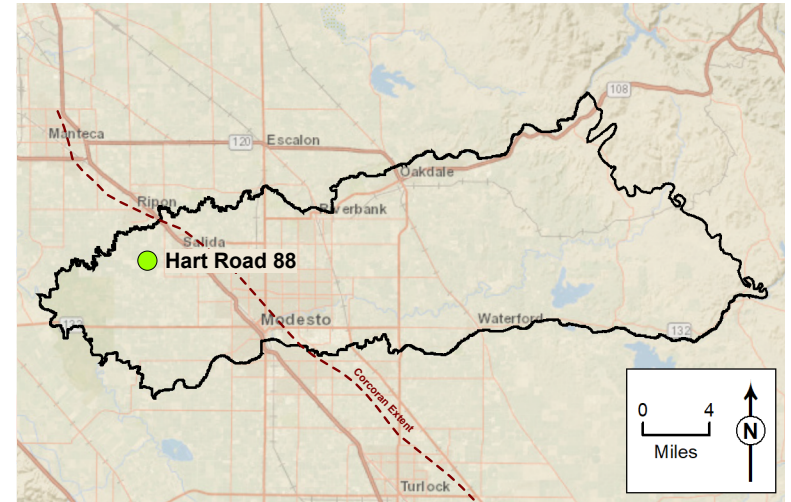 108
Manteca
120
Escalon
Oakdale
Ripon
Riverbank
Salida
Hart Road 88
132
Modesto
Waterford
132
Corcoran Extent
Turlock
0 4
Miles
N